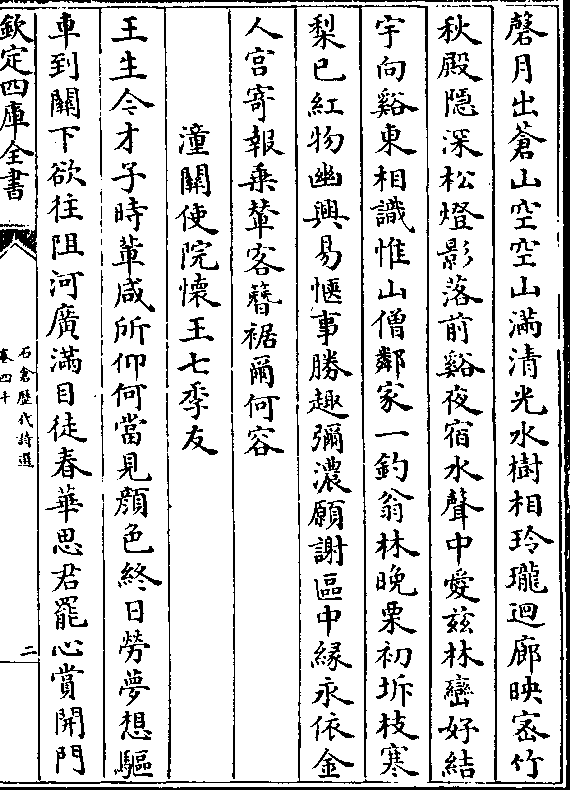 磬月出蒼山空空山滿清光水樹相玲瓏迴廊映宻竹
秋殿隱深松燈影落前谿夜宿水聲中愛兹林巒好結
宇向谿東相識惟山僧鄰家一釣翁林晚栗初坼枝寒
梨已紅物幽興易愜事勝趣彌濃願謝區中縁永依金
人宫寄報乗輦客簪裾爾何容
潼關使院懷王七季友
王生今才子時輩咸所仰何當見顔色終日勞夢想驅
車到關下欲往阻河廣滿目徒春華思君罷心賞開門
欽定四庫全書
石倉歴代詩選
卷四十
二